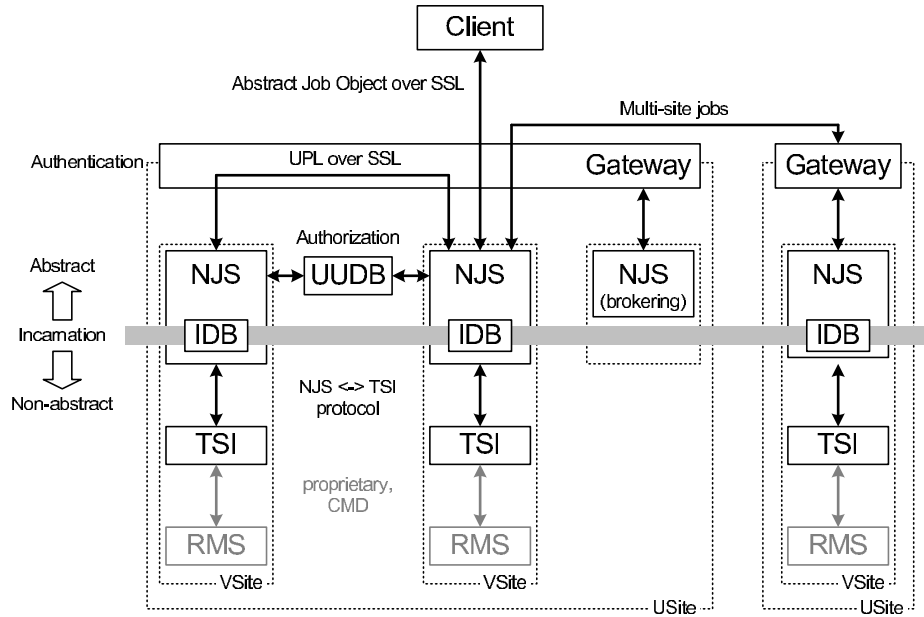 Client
Abstract Job Object over SSL
Multi-site jobs
Authentication
UPL over SSL
Gateway
Gateway
Authorization
Abstract
NJS
UUDB
NJS
NJS
(brokering)
NJS
Incarnation
IDB
IDB
IDB
Non-abstract
NJS <-> TSI
protocol
TSI
TSI
TSI
proprietary,
CMD
RMS
RMS
RMS
VSite
VSite
VSite
USite
USite